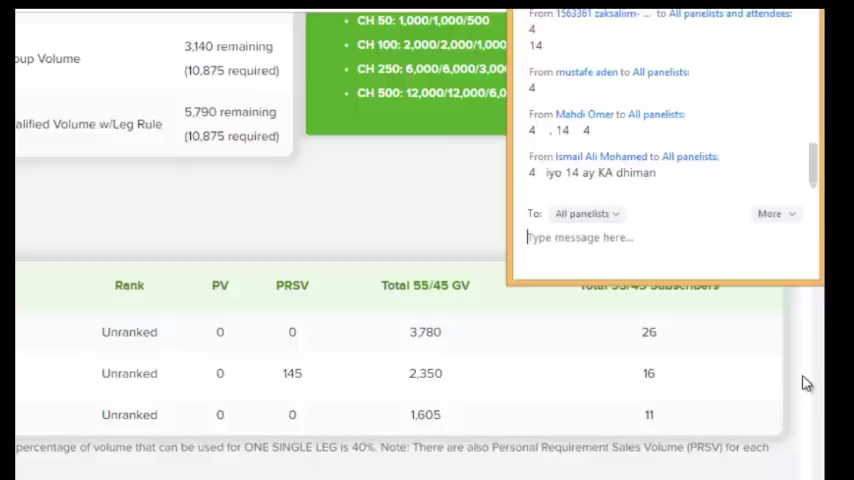 oup Volume
3,140 remaining
(10,875 required)
alified Volume w/Leg Rule
5,790 remaining
(10,875 required)
• CH 50: 1,000/1,000/500
• CH 100: 2,000/2,000/1,000
• CH 250: 6,000/6,000/3,00
• CH 500: 12,000/12,000/6,0
From 1563361 zaksaliim- ... to All panelists and attendees:
4
14
From mustafe aden to All panelists:
4
From Mahdi Omer to All panelists:
4 , 14 4
From Ismail Ali Mohamed to All panelists:
4 iyo 14 ay KA dhiman
To: All panelists More
Type message here...
Rank PV PRSV Total 55/45 GV Total 55/45 Subscribers
Unranked 0 0 3,780 26
Unranked 0 145 2,350 16
Unranked 0 0 1,605 11
percentage of volume that can be used for ONE SINGLE LEG is 40%. Note: There are also Personal Requirement Sales Volume (PRSV) for each